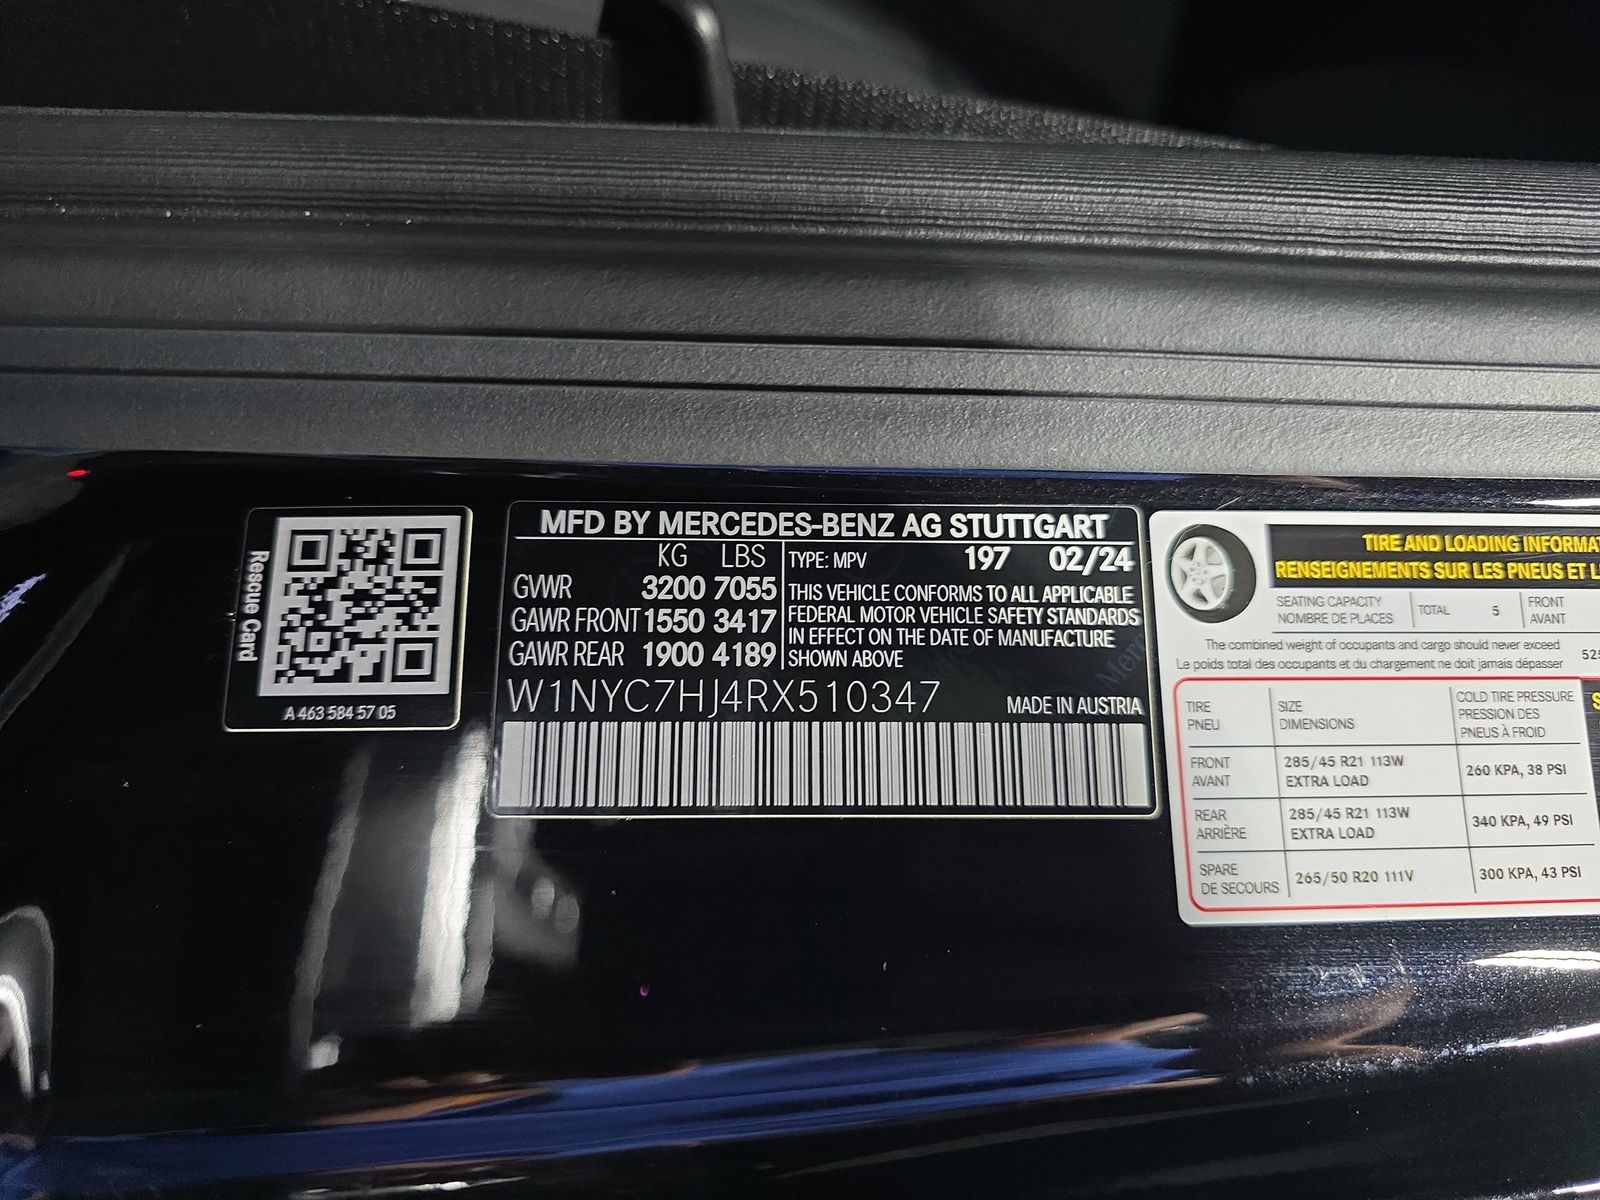 Rescue Card
A 463 584 57 05
MFD BY MERCEDES-BENZ AG STUTTGART
KG LBS
GVWR 3200 7055
GAWR FRONT 1550 3417
GAWR REAR 1900 4189
TYPE: MPV 197 02/24
THIS VEHICLE CONFORMS TO ALL APPLICABLE
FEDERAL MOTOR VEHICLE SAFETY STANDARDS
IN EFFECT ON THE DATE OF MANUFACTURE
SHOWN ABOVE
W1NYC7HJ4RX510347
MADE IN AUSTRIA
TIRE AND LOADING INFORMAT
RENSEIGNEMENTS SUR LES PNEUS ET L
SEATING CAPACITY
NOMBRE DE PLACES
TOTAL 5
FRONT
AVANT
The combined weight of occupants and cargo should never exceed
Le poids total des occupants et du chargement ne doit jamais dépasser
525
TIRE
PNEU
SIZE
DIMENSIONS
COLD TIRE PRESSURE
PRESSION DES
PNEUS À FROID
FRONT
AVANT
285/45 R21 113W
EXTRA LOAD
260 KPA, 38 PSI
REAR
ARRIÈRE
285/45 R21 113W
EXTRA LOAD
340 KPA, 49 PSI
SPARE
DE SECOURS
265/50 R20 111V
300 KPA, 43 PSI